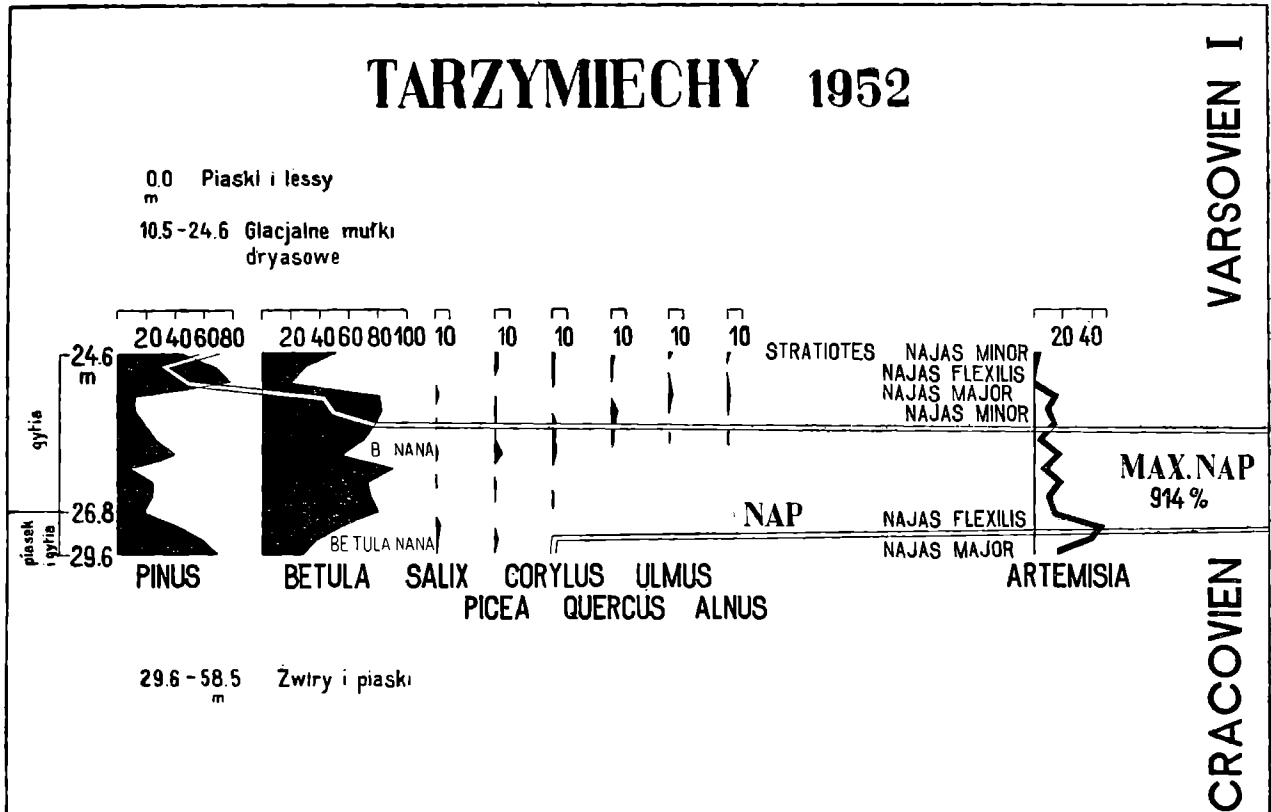 TARZYMIECHY 1952
VARSOVIEN I
0.0 Piaski i lessy
m
10.5-24.6 Glacjalne mułki
dryasowe
20 40 60 80
20 40 60 80 100
10
10
10
10
10
10
20 40
24.6
m
gytia
26.8
piasek
i gytia
29.6
STRATIOTES NAJAS MINOR
NAJAS FLEXILIS
NAJAS MAJOR
NAJAS MINOR
B NANA
MAX. NAP
914 %
NAP
NAJAS FLEXILIS
BETULA NANA
NAJAS MAJOR
PINUS BETULA SALIX CORYLUS ULMUS ARTEMISIA
PICEA QUERCUS ALNUS
29.6-58.5 Żwiry i piaski
m
CRACOVIEN